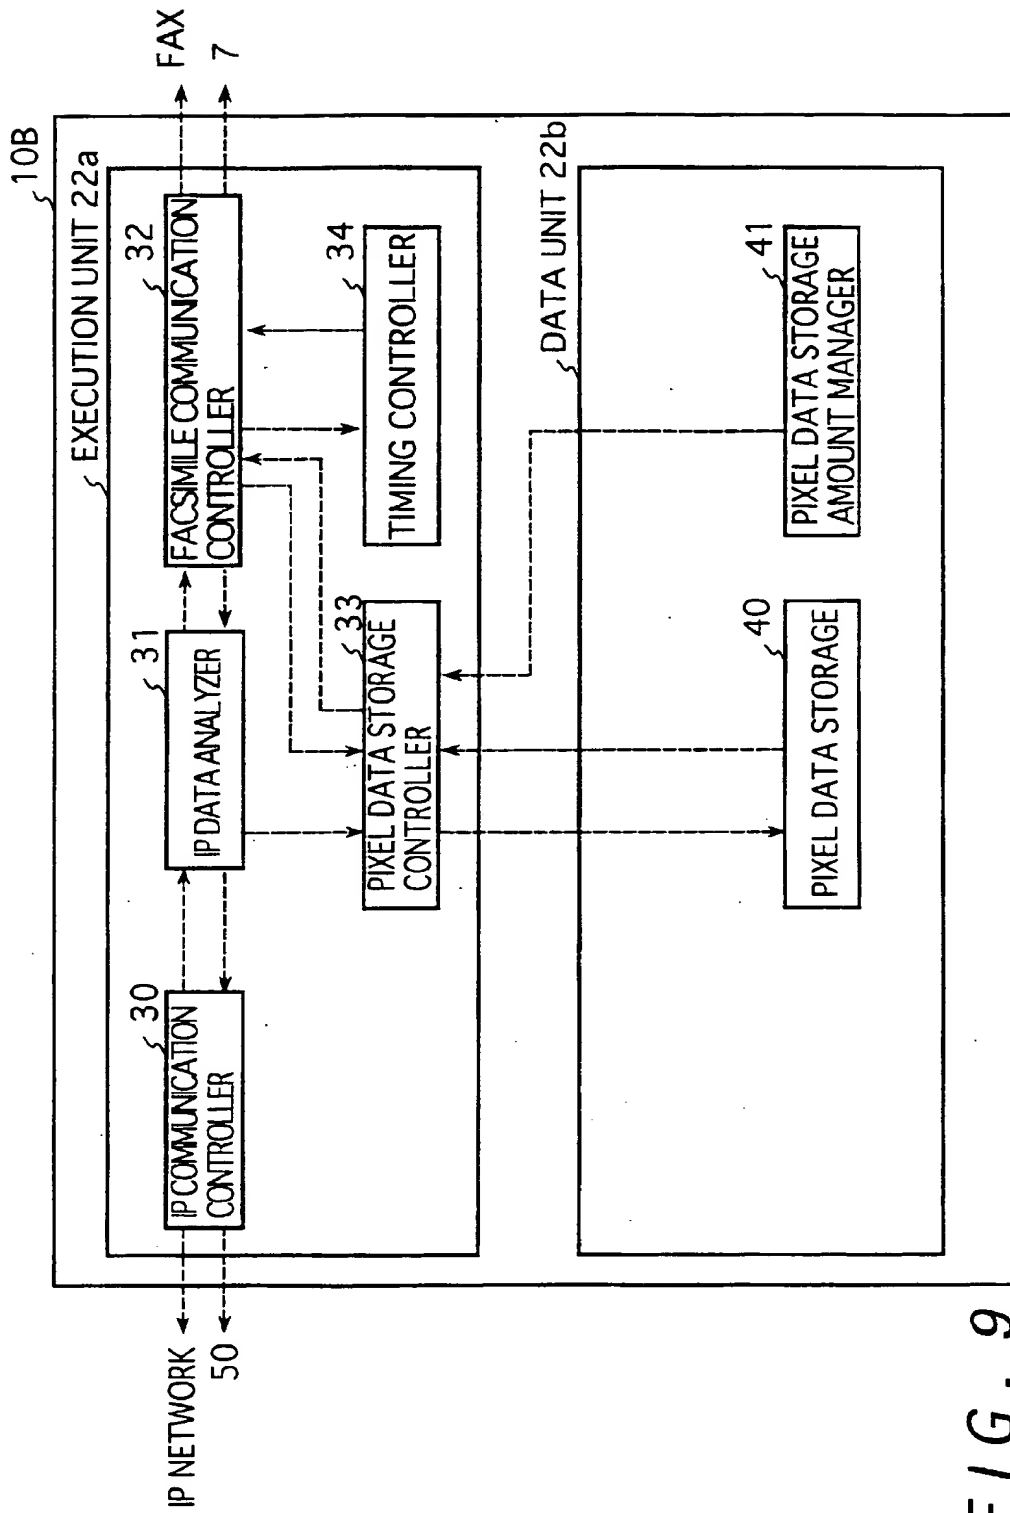 10B
EXECUTION UNIT 22a
30
IP COMMUNICATION
CONTROLLER
31
IP DATA ANALYZER
32
FACSIMILE COMMUNICATION
CONTROLLER
IP NETWORK
50
FAX
7
33
PIXEL DATA STORAGE
CONTROLLER
34
TIMING CONTROLLER
DATA UNIT 22b
40
PIXEL DATA STORAGE
41
PIXEL DATA STORAGE
AMOUNT MANAGER
FIG. 9